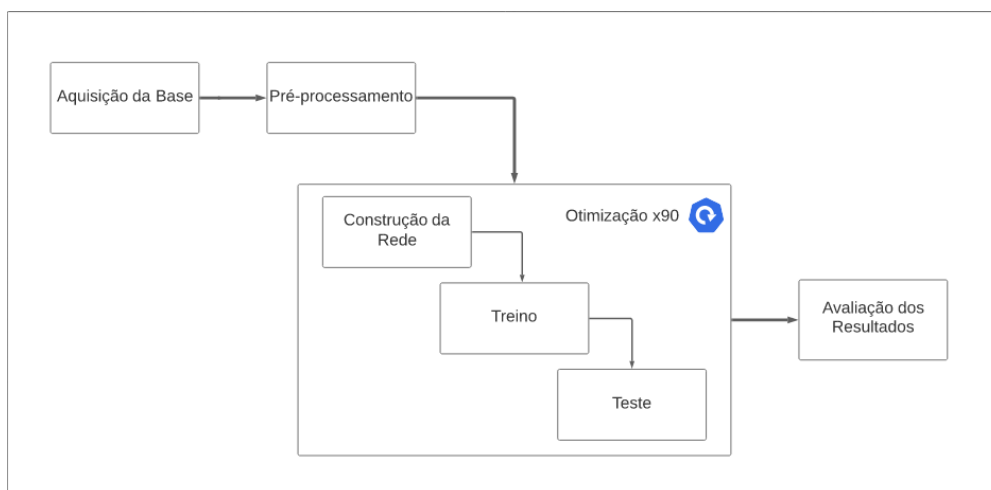 Aquisição da Base
Pré-processamento
Construção da
Rede
Otimização x90
Treino
Teste
Avaliação dos
Resultados